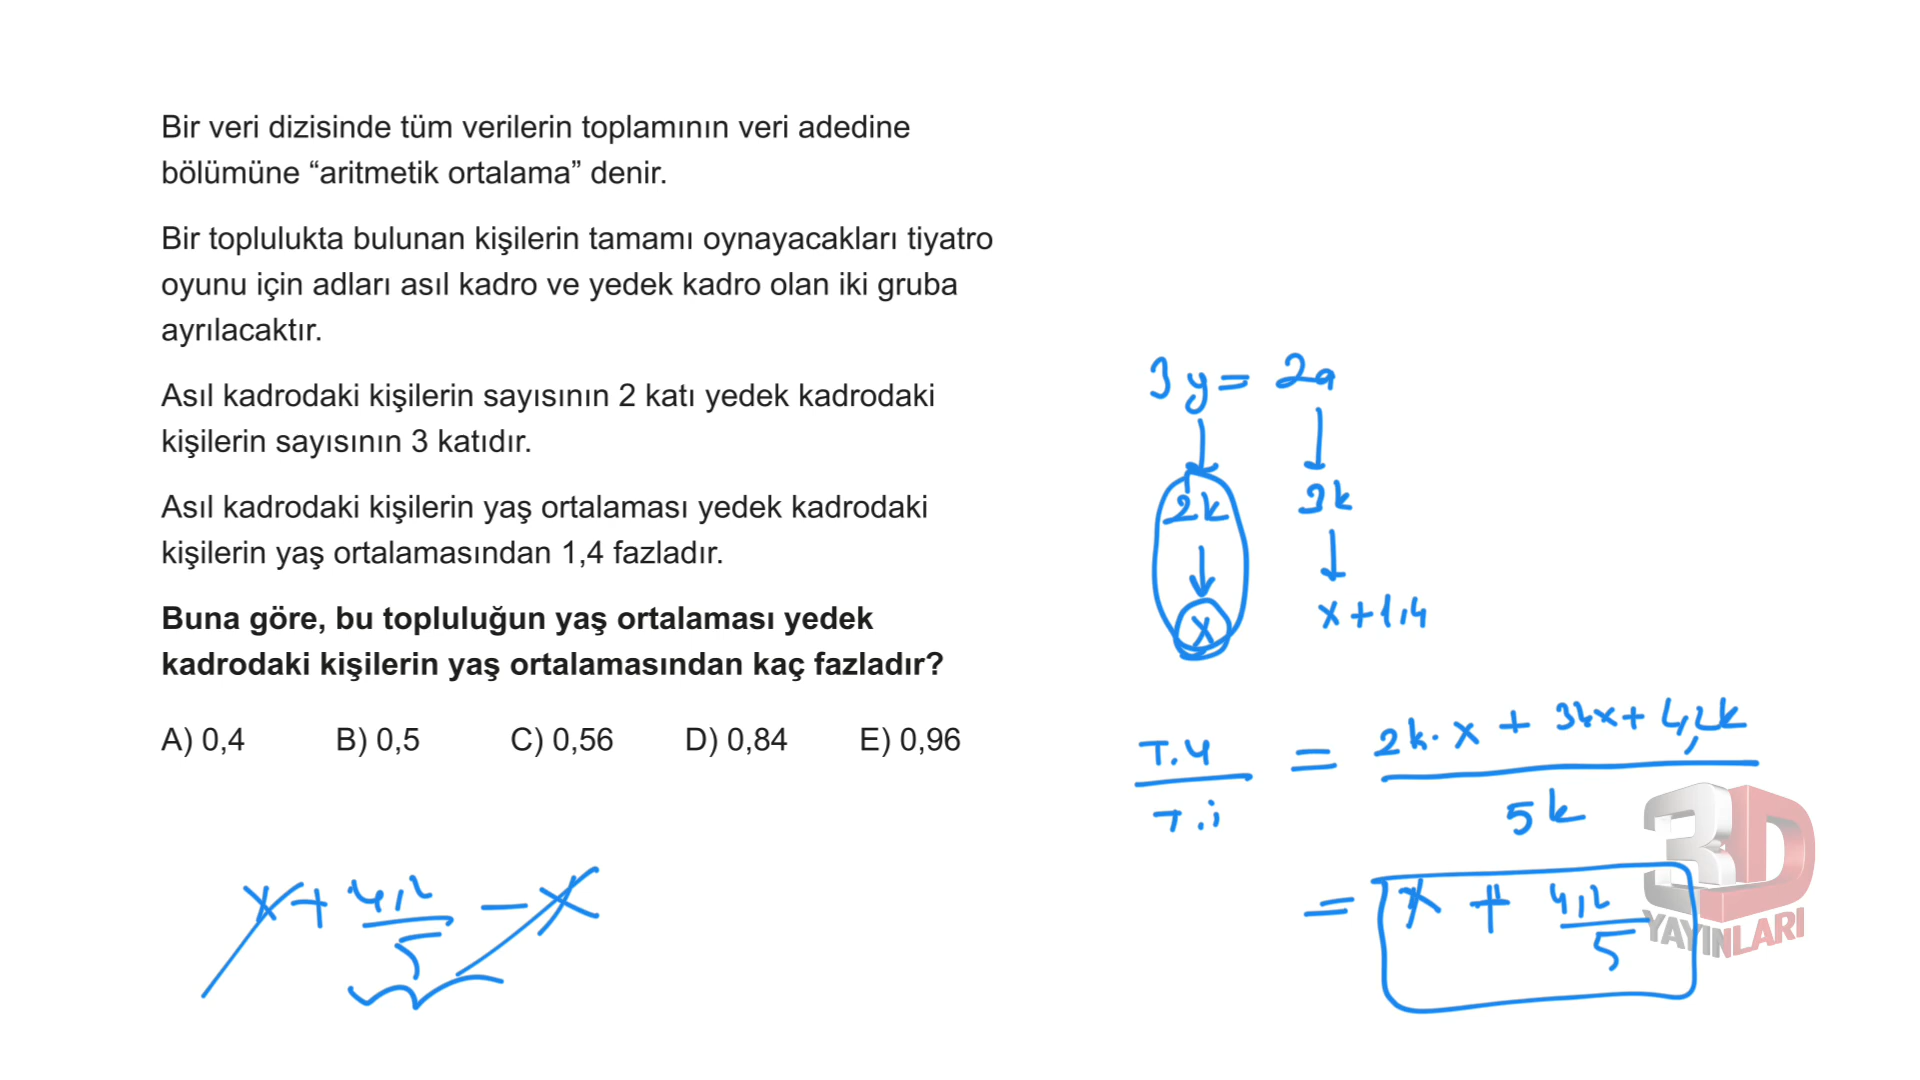 Bir veri dizisinde tüm verilerin toplamının veri adedine
bölümüne “aritmetik ortalama” denir.
Bir toplulukta bulunan kişilerin tamamı oynayacakları tiyatro
oyunu için adları asıl kadro ve yedek kadro olan iki gruba
ayrılacaktır.
Asıl kadrodaki kişilerin sayısının 2 katı yedek kadrodaki
kişilerin sayısının 3 katıdır.
Asıl kadrodaki kişilerin yaş ortalaması yedek kadrodaki
kişilerin yaş ortalamasından 1,4 fazladır.
Buna göre, bu topluluğun yaş ortalaması yedek
kadrodaki kişilerin yaş ortalamasından kaç fazladır?
A) 0,4 B) 0,5 C) 0,56 D) 0,84 E) 0,96
x + 4,2 - x
5
3y = 2a
2k 3k
x x + 1,4
T.Y = 2k. x + 3kx + 4,2k
T.i 5k
= x + 4,2
5
3D
YAYINLARI